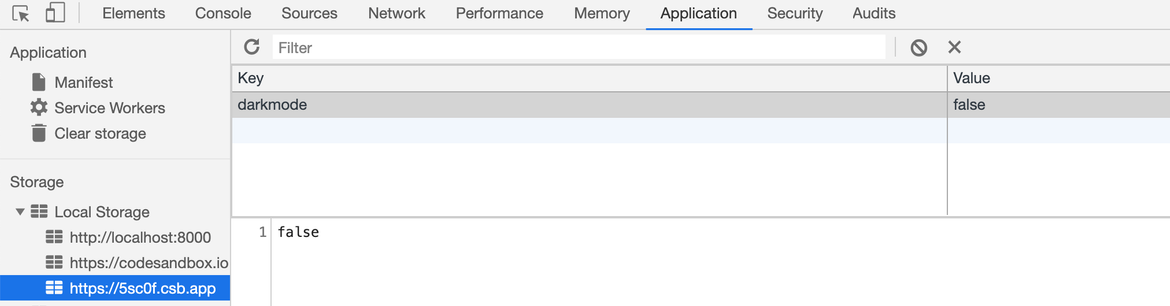 Elements Console Sources Network Performance Memory Application Security Audits
Application
Manifest
Service Workers
Clear storage
Storage
Local Storage
http://localhost:8000
https://codesandbox.io
https://5sc0f.csb.app
Filter
Key Value
darkmode false
1 false